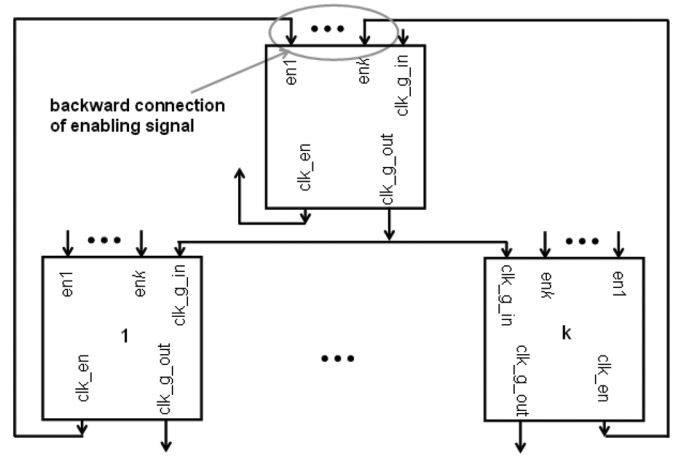 en1
enk
clk_g_in
backward connection
of enabling signal
clk_en
clk_g_out
en1
enk
clk_g_in
1
clk_en
clk_g_out
clk_g_in
enk
en1
k
clk_g_out
clk_en